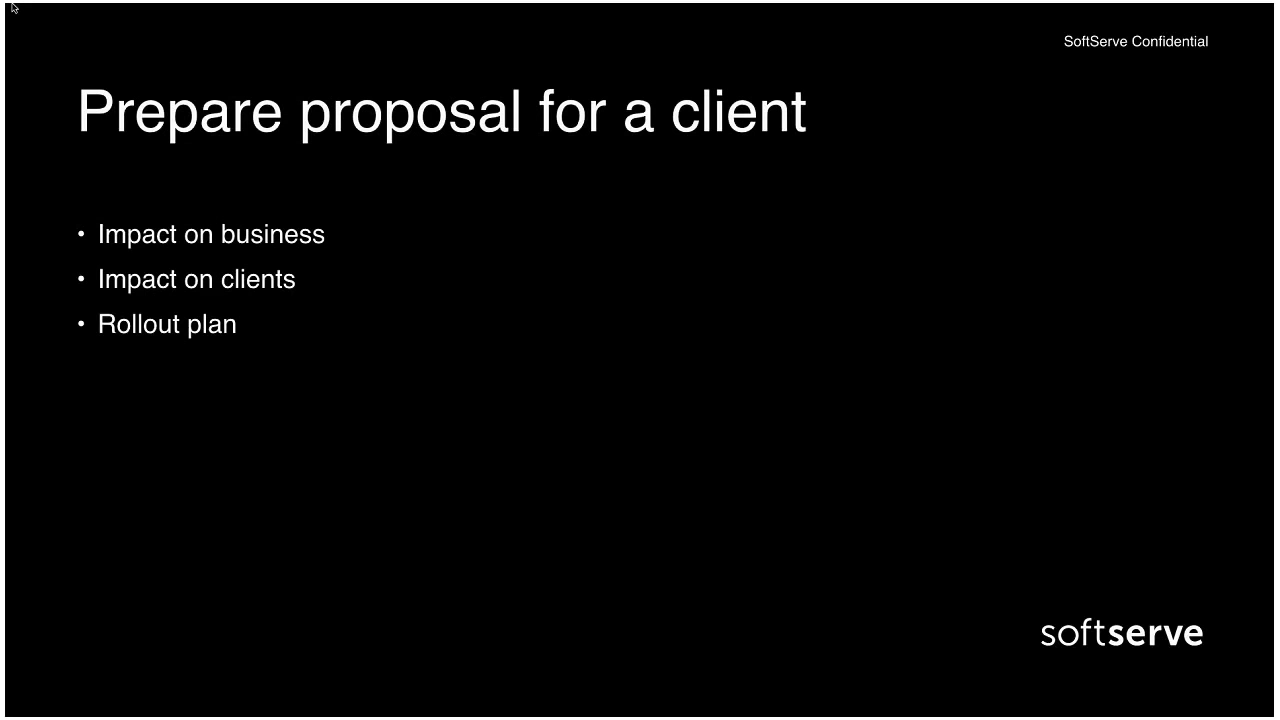 SoftServe Confidential
Prepare proposal for a client
• Impact on business
• Impact on clients
• Rollout plan
softserve